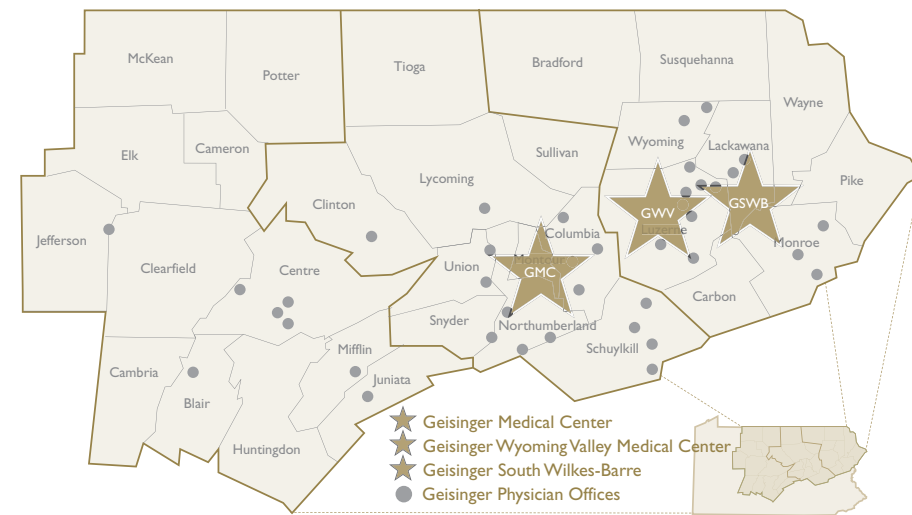 McKean
Potter
Tioga
Bradford
Susquehanna
Wayne
Elk
Cameron
Lycoming
Sullivan
Wyoming
Lackawana
Pike
Jefferson
Clinton
Columbia
GWV
GSWB
Luzerne
Monroe
Clearfield
Centre
Union
Montour
GMC
Carbon
Snyder
Northumberland
Schuylkill
Mifflin
Cambria
Juniata
Blair
Huntingdon
Geisinger Medical Center
Geisinger Wyoming Valley Medical Center
Geisinger South Wilkes-Barre
Geisinger Physician Offices